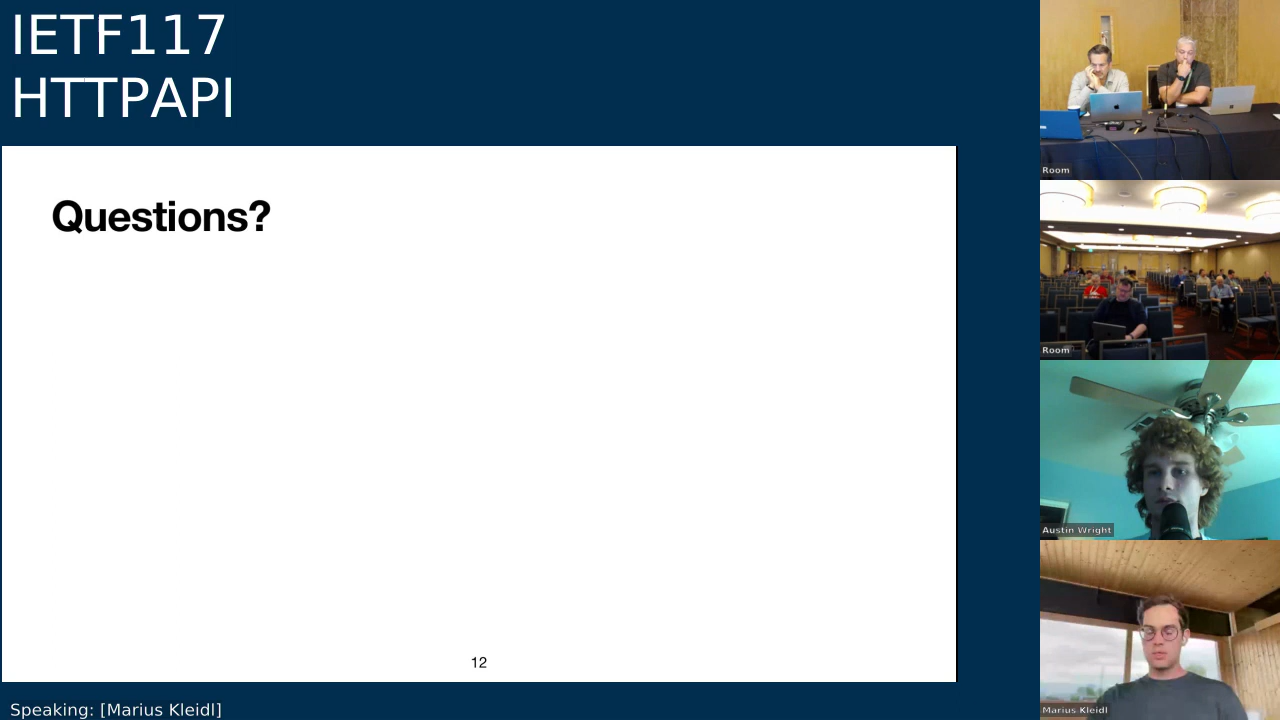 IETF117
HTTPAPI
Questions?
12
Speaking: [Marius Kleidl]
Room
Room
Austin Wright
Marius Kleidl